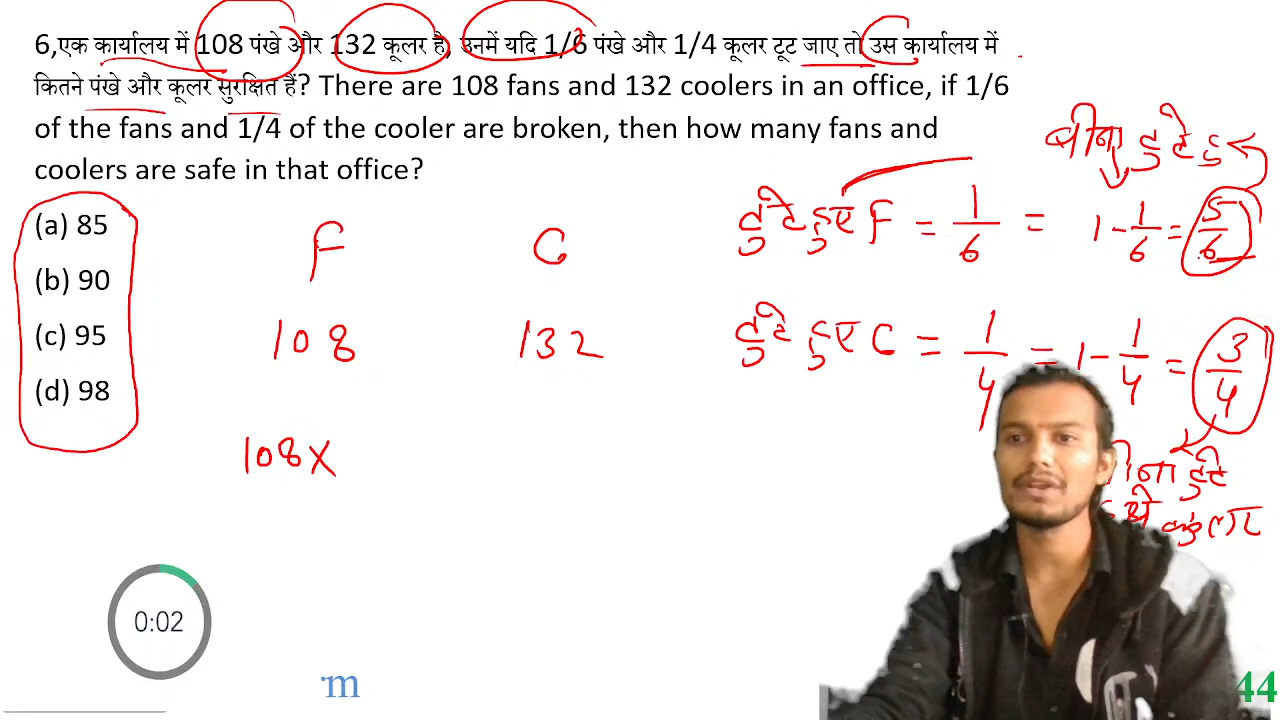 6,एक कार्यालय में 108 पंखे और 132 कूलर है, उनमें यदि 1/6 पंखे और 1/4 कूलर टूट जाए तो उस कार्यालय में
कितने पंखे और कूलर सुरक्षित हैं? There are 108 fans and 132 coolers in an office, if 1/6
of the fans and 1/4 of the cooler are broken, then how many fans and
coolers are safe in that office?
(a) 85
(b) 90
(c) 95
(d) 98
F C
108 132
108X
टुटे हुए F = 1/6 = 1 - 1/6 = 5/6
टुटे हुए C = 1/4 = 1 - 1/4 = 3/4
0:02
m
44